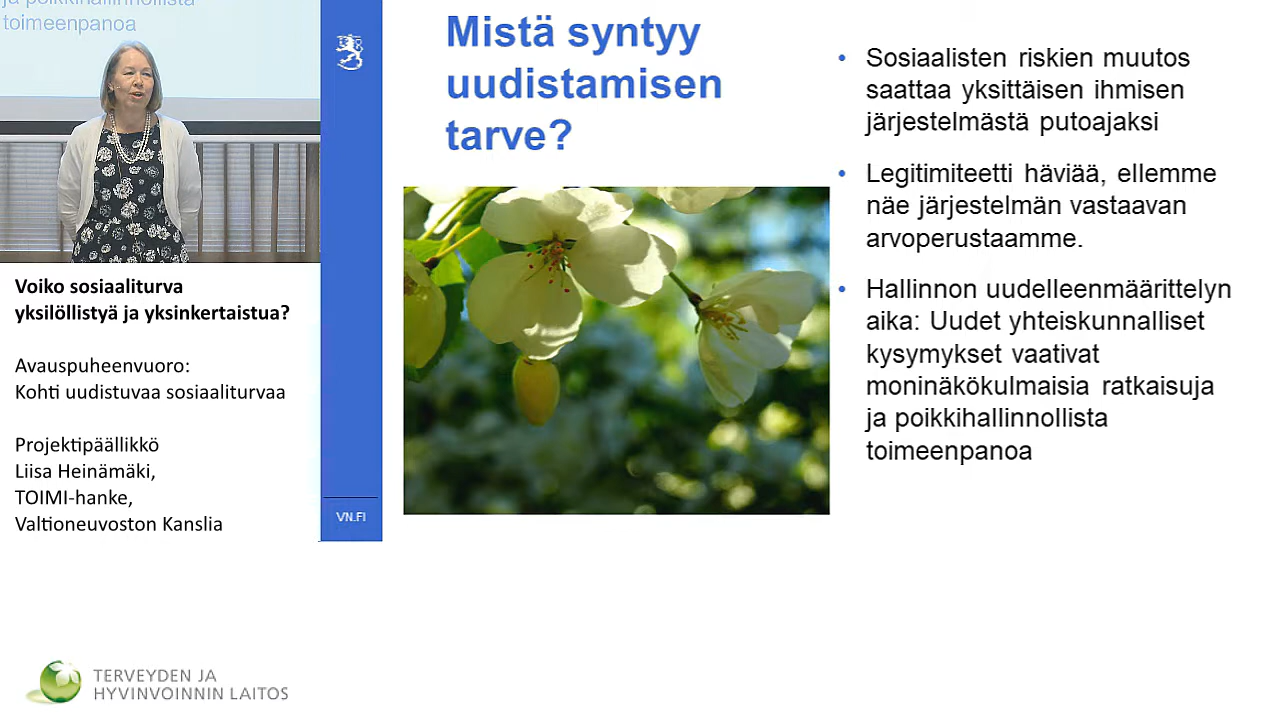 ja poikkihallinnollista
toimeenpanoa
Voiko sosiaaliturva
yksilöllistyä ja yksinkertaistua?
Avauspuheenvuoro:
Kohti uudistuvaa sosiaaliturvaa
Projektipäällikkö
Liisa Heinämäki,
TOIMI-hanke,
Valtioneuvoston Kanslia
TERVEYDEN JA
HYVINVOINNIN LAITOS
VN.FI
Mistä syntyy
uudistamisen
tarve?
• Sosiaalisten riskien muutos
saattaa yksittäisen ihmisen
järjestelmästä putoajaksi
• Legitimiteetti häviää, ellemme
näe järjestelmän vastaavan
arvoperustaamme.
• Hallinnon uudelleenmäärittelyn
aika: Uudet yhteiskunnalliset
kysymykset vaativat
moninäkökulmaisia ratkaisuja
ja poikkihallinnollista
toimeenpanoa